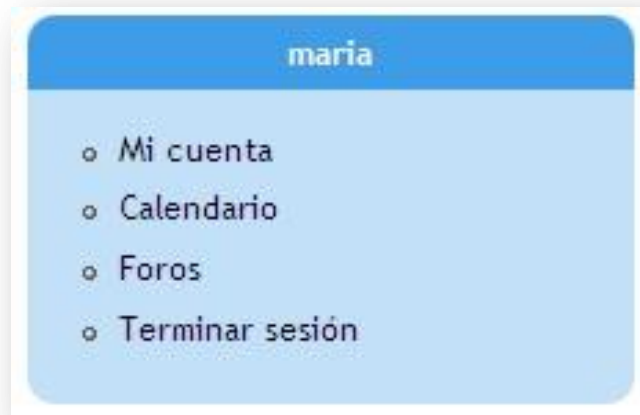 maria
Mi cuenta
Calendario
Foros
Terminar sesión